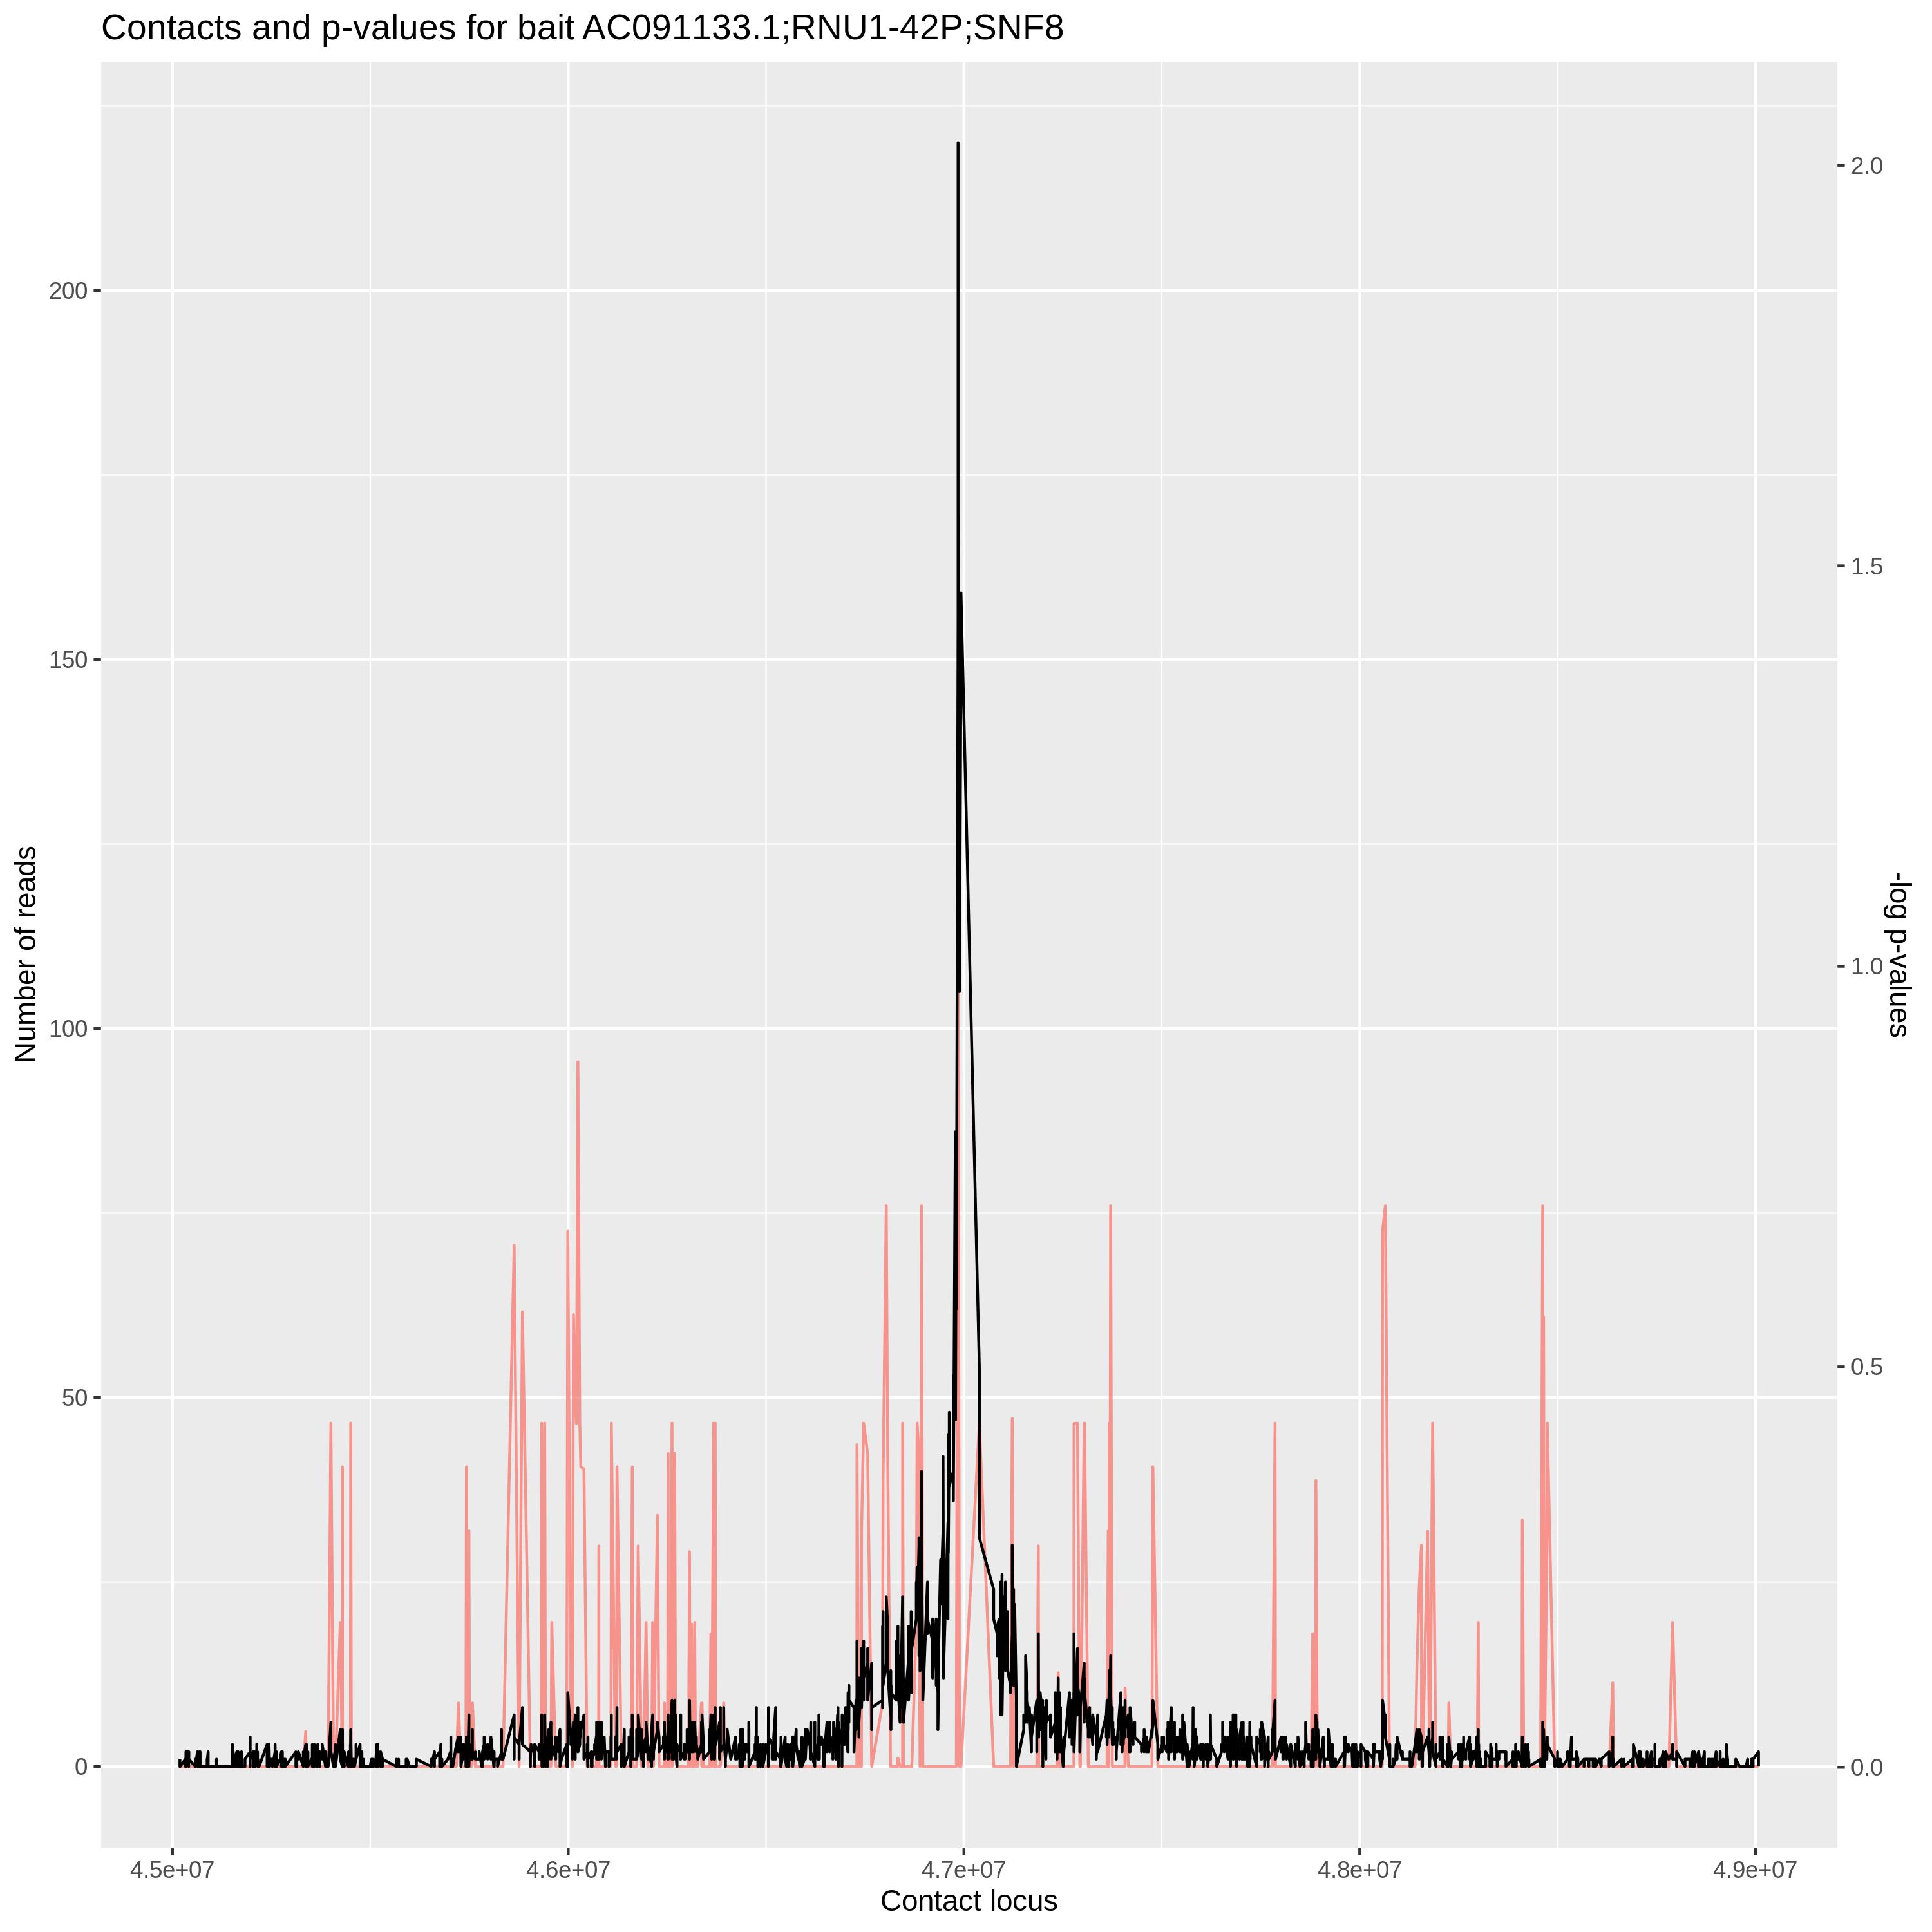 Contacts and p-values for bait AC091133.1;RNU1-42P;SNF8
200
150
100
50
0
Number of reads
2.0
1.5
1.0
0.5
0.0
-log p-values
4.5e+07 4.6e+07 4.7e+07 4.8e+07 4.9e+07
Contact locus